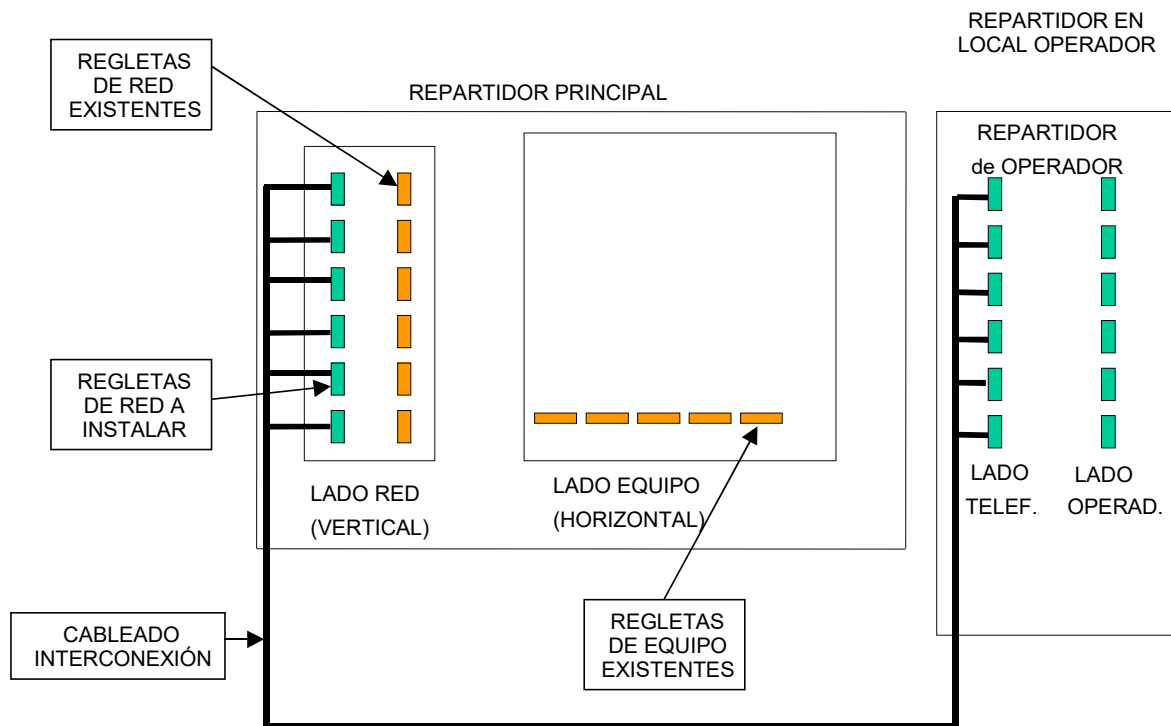 REPARTIDOR EN
LOCAL OPERADOR
REGLETAS
DE RED
EXISTENTES
REPARTIDOR PRINCIPAL
REPARTIDOR
de OPERADOR
REGLETAS
DE RED A
INSTALAR
LADO RED
(VERTICAL)
LADO EQUIPO
(HORIZONTAL)
LADO
TELEF.
LADO
OPERAD.
CABLEADO
INTERCONEXIÓN
REGLETAS
DE EQUIPO
EXISTENTES